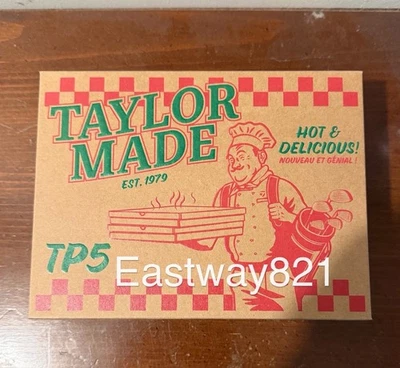 TAYLOR
MADE
EST. 1979
HOT &
DELICIOUS!
NOUVEAU ET GÉNIAL!
TP5
Eastway821